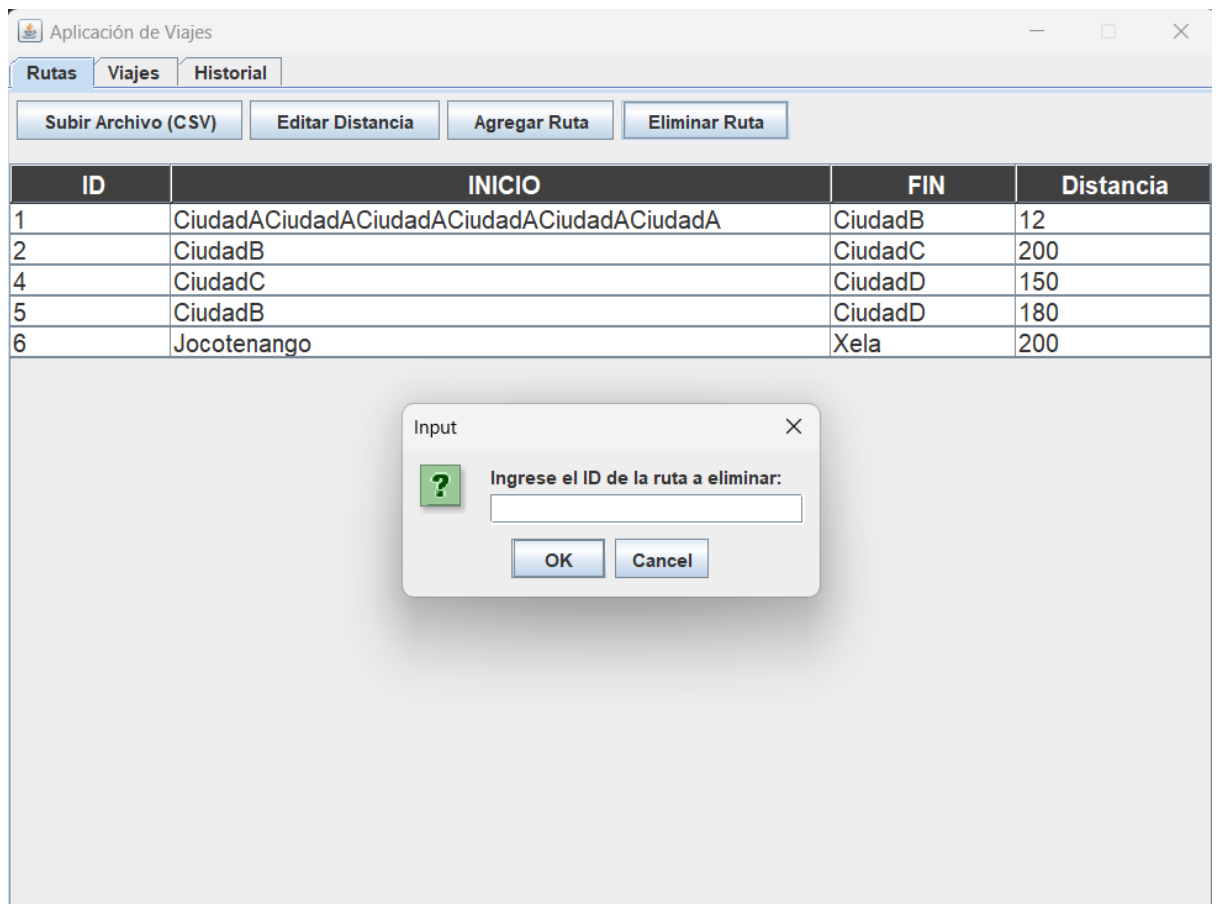 Aplicación de Viajes
Rutas Viajes Historial
Subir Archivo (CSV) Editar Distancia Agregar Ruta Eliminar Ruta
ID INICIO FIN Distancia
1 CiudadACiudadACiudadACiudadACiudadACiudadA CiudadB 12
2 CiudadB CiudadC 200
4 CiudadC CiudadD 150
5 CiudadB CiudadD 180
6 Jocotenango Xela 200
Input
? Ingrese el ID de la ruta a eliminar:
OK Cancel